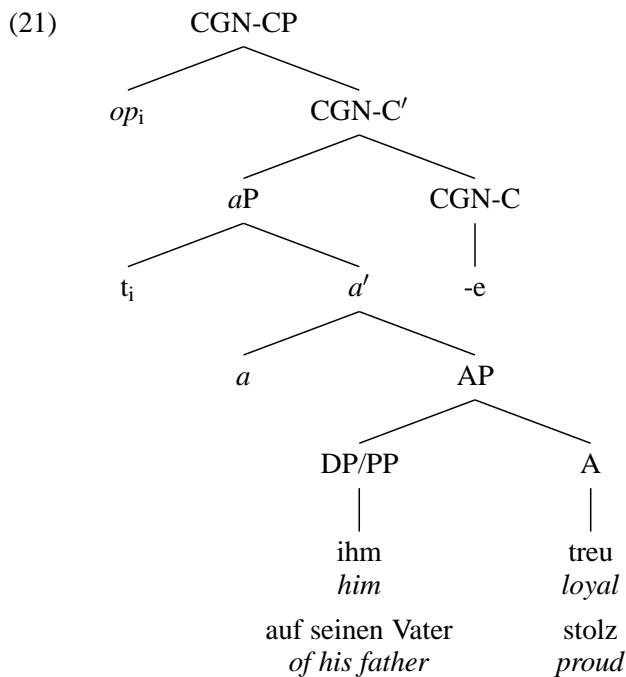 (21) CGN-CP
opᵢ CGN-C′
aP CGN-C
tᵢ a′ -e
a AP
DP/PP A
ihm treu
him loyal
auf seinen Vater stolz
of his father proud